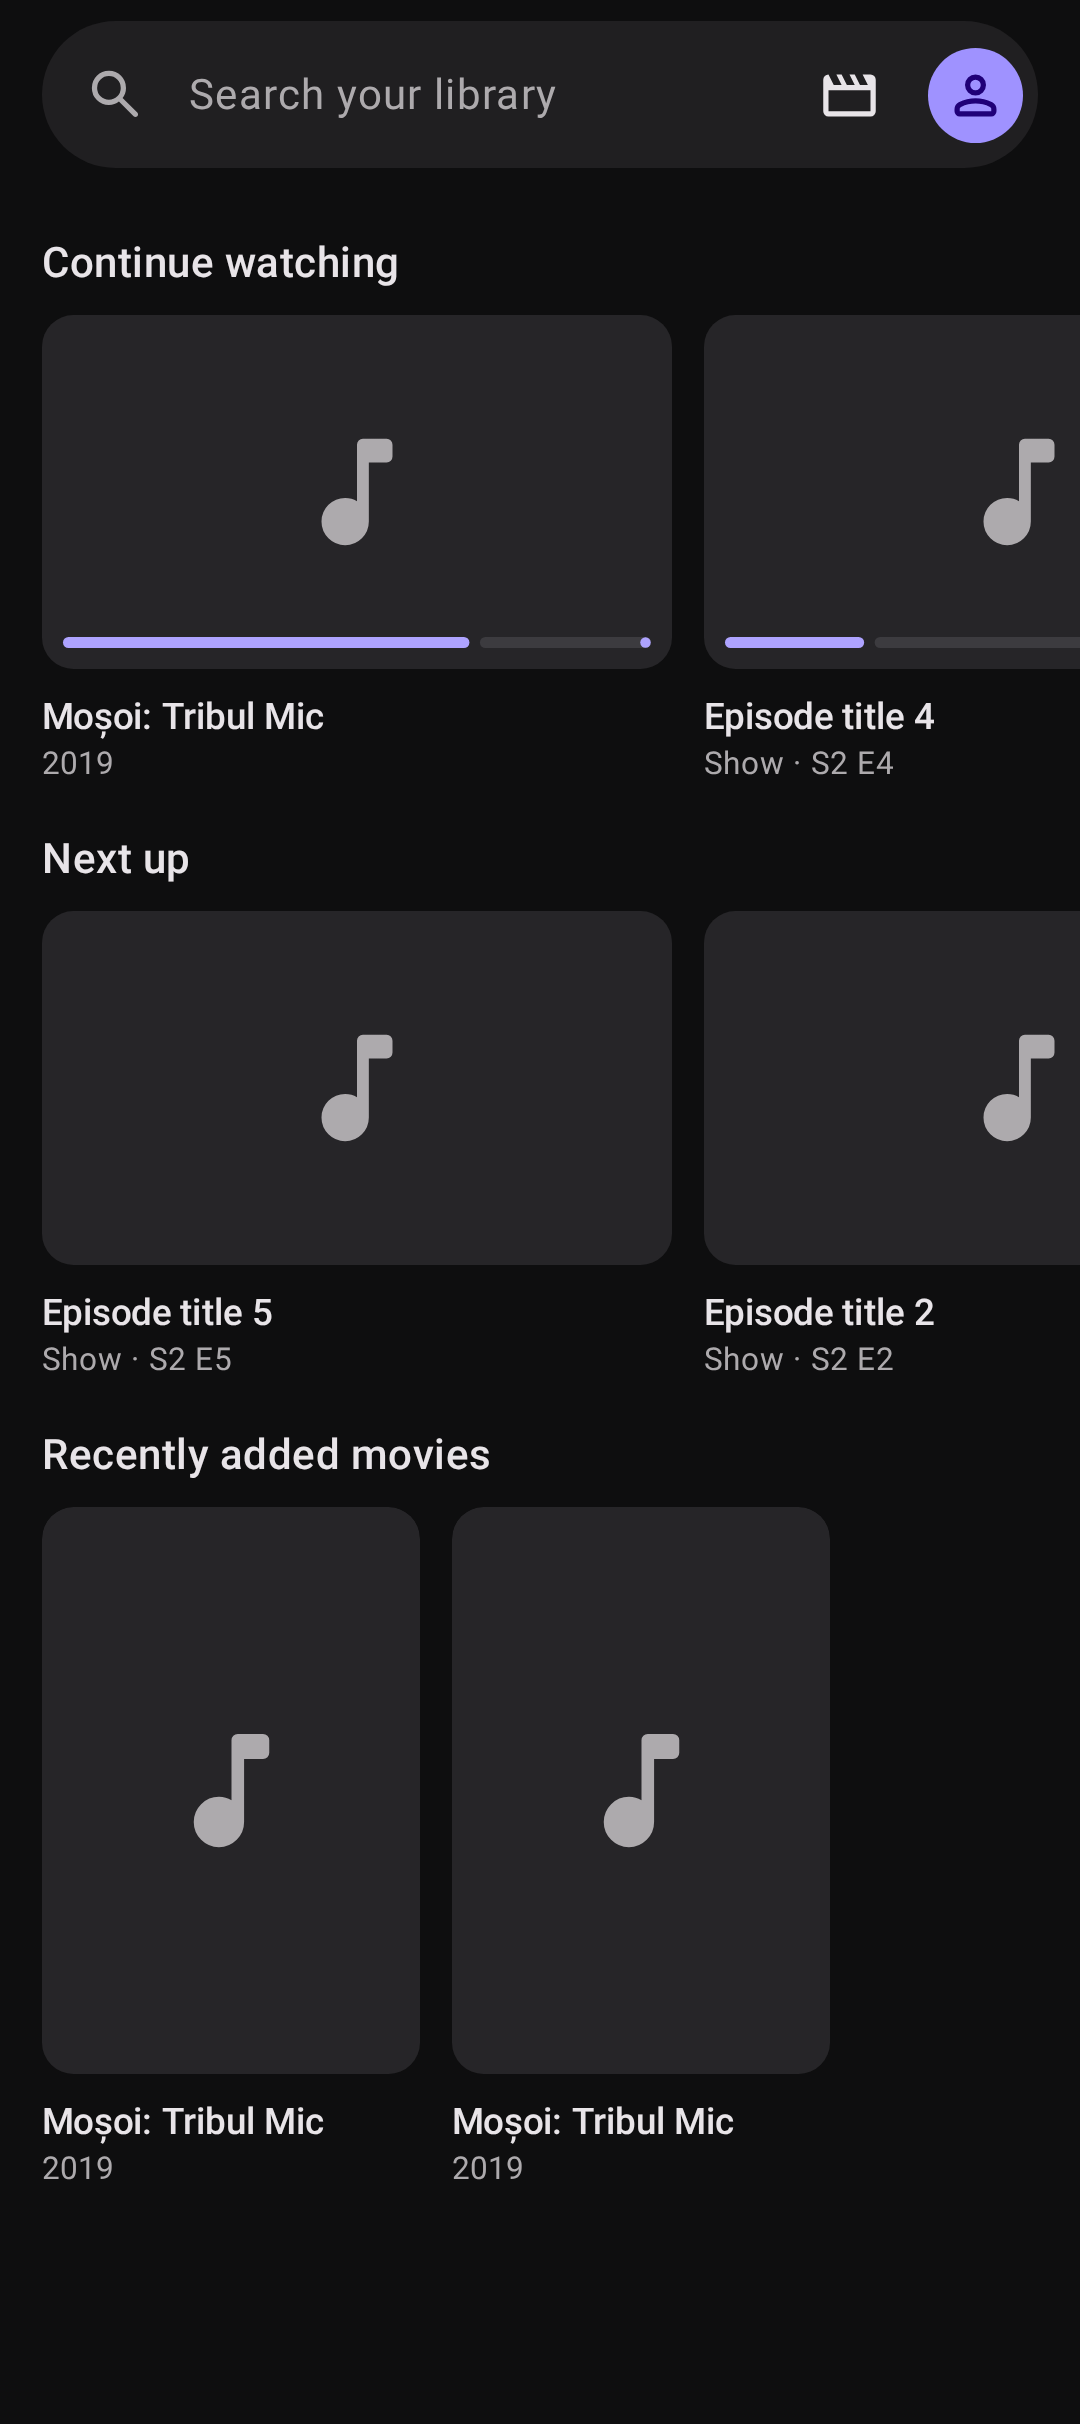 Search your library
Continue watching
Moșoi: Tribul Mic
2019
Episode title 4
Show · S2 E4
Next up
Episode title 5
Show · S2 E5
Episode title 2
Show · S2 E2
Recently added movies
Moșoi: Tribul Mic
2019
Moșoi: Tribul Mic
2019